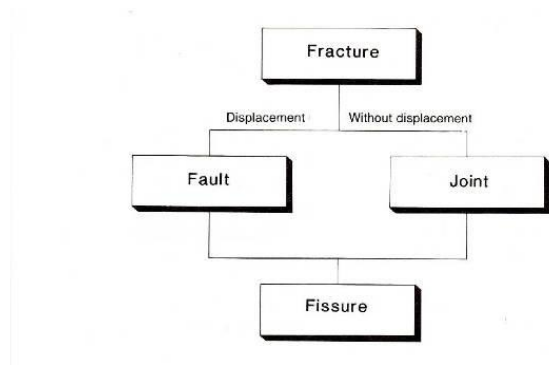 Fracture
Displacement
Without displacement
Fault
Joint
Fissure